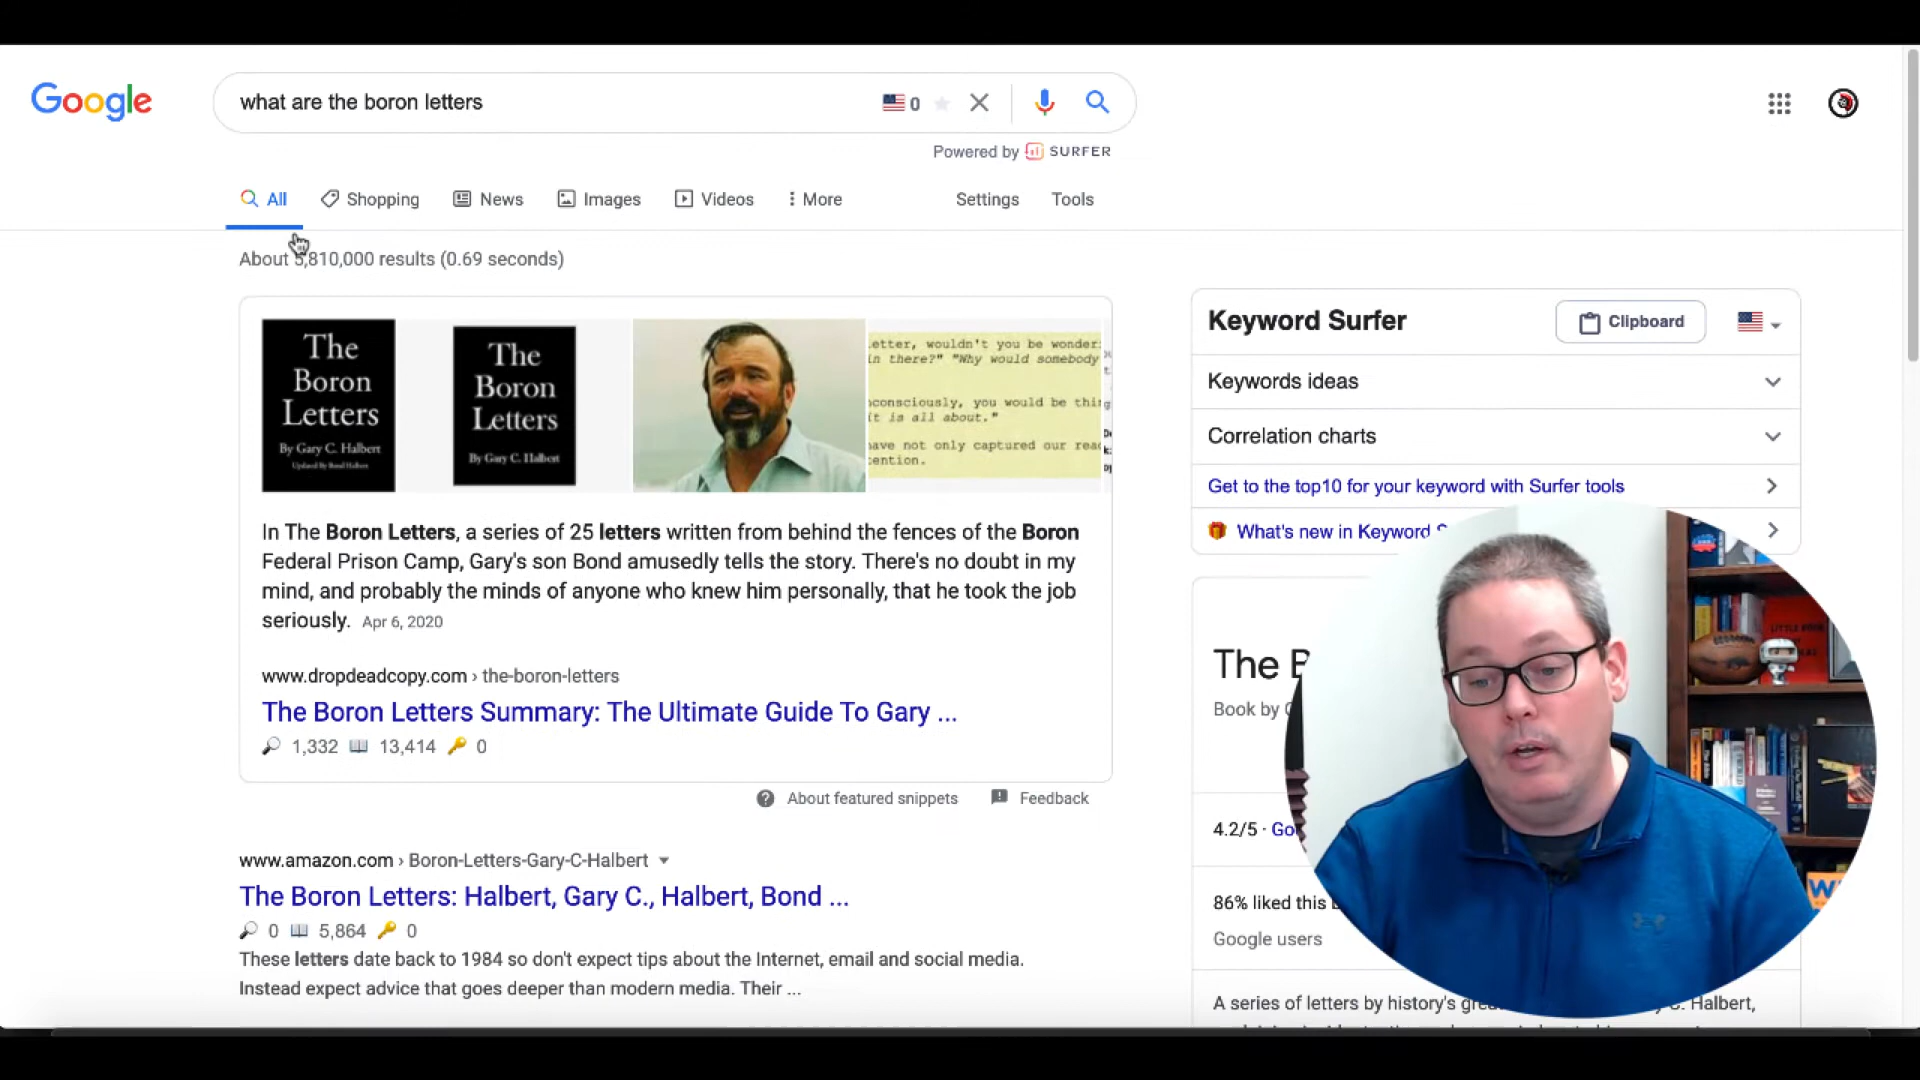 Google
what are the boron letters
0
Powered by SURFER
All
Shopping
News
Images
Videos
More
Settings
Tools
About 5,810,000 results (0.69 seconds)
The
Boron
Letters
By Gary C. Halbert
Updated By Bond Halbert
The
Boron
Letters
By Gary C. Halbert
etter, wouldn't you be wonder
in there?" "Why would somebody
consciously, you would be thi
it is all about."
have not only captured our rea
tention.
In The Boron Letters, a series of 25 letters written from behind the fences of the Boron
Federal Prison Camp, Gary's son Bond amusedly tells the story. There's no doubt in my
mind, and probably the minds of anyone who knew him personally, that he took the job
seriously. Apr 6, 2020
www.dropdeadcopy.com › the-boron-letters
The Boron Letters Summary: The Ultimate Guide To Gary ...
1,332 13,414 0
About featured snippets
Feedback
www.amazon.com › Boron-Letters-Gary-C-Halbert
The Boron Letters: Halbert, Gary C., Halbert, Bond ...
0 5,864 0
These letters date back to 1984 so don't expect tips about the Internet, email and social media.
Instead expect advice that goes deeper than modern media. Their ...
Keyword Surfer
Clipboard
Keywords ideas
Correlation charts
Get to the top10 for your keyword with Surfer tools
What's new in Keyword S
The B
Book by
4.2/5 · Goo
86% liked this
Google users
A series of letters by history's gre
Halbert,